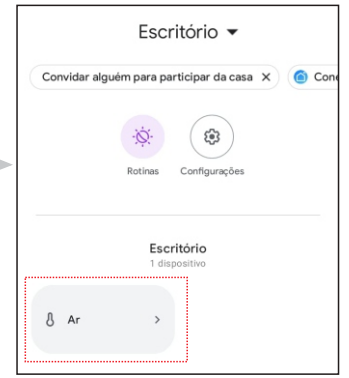 Escritório
Convidar alguém para participar da casa
Rotinas
Configurações
Escritório
1 dispositivo
Ar